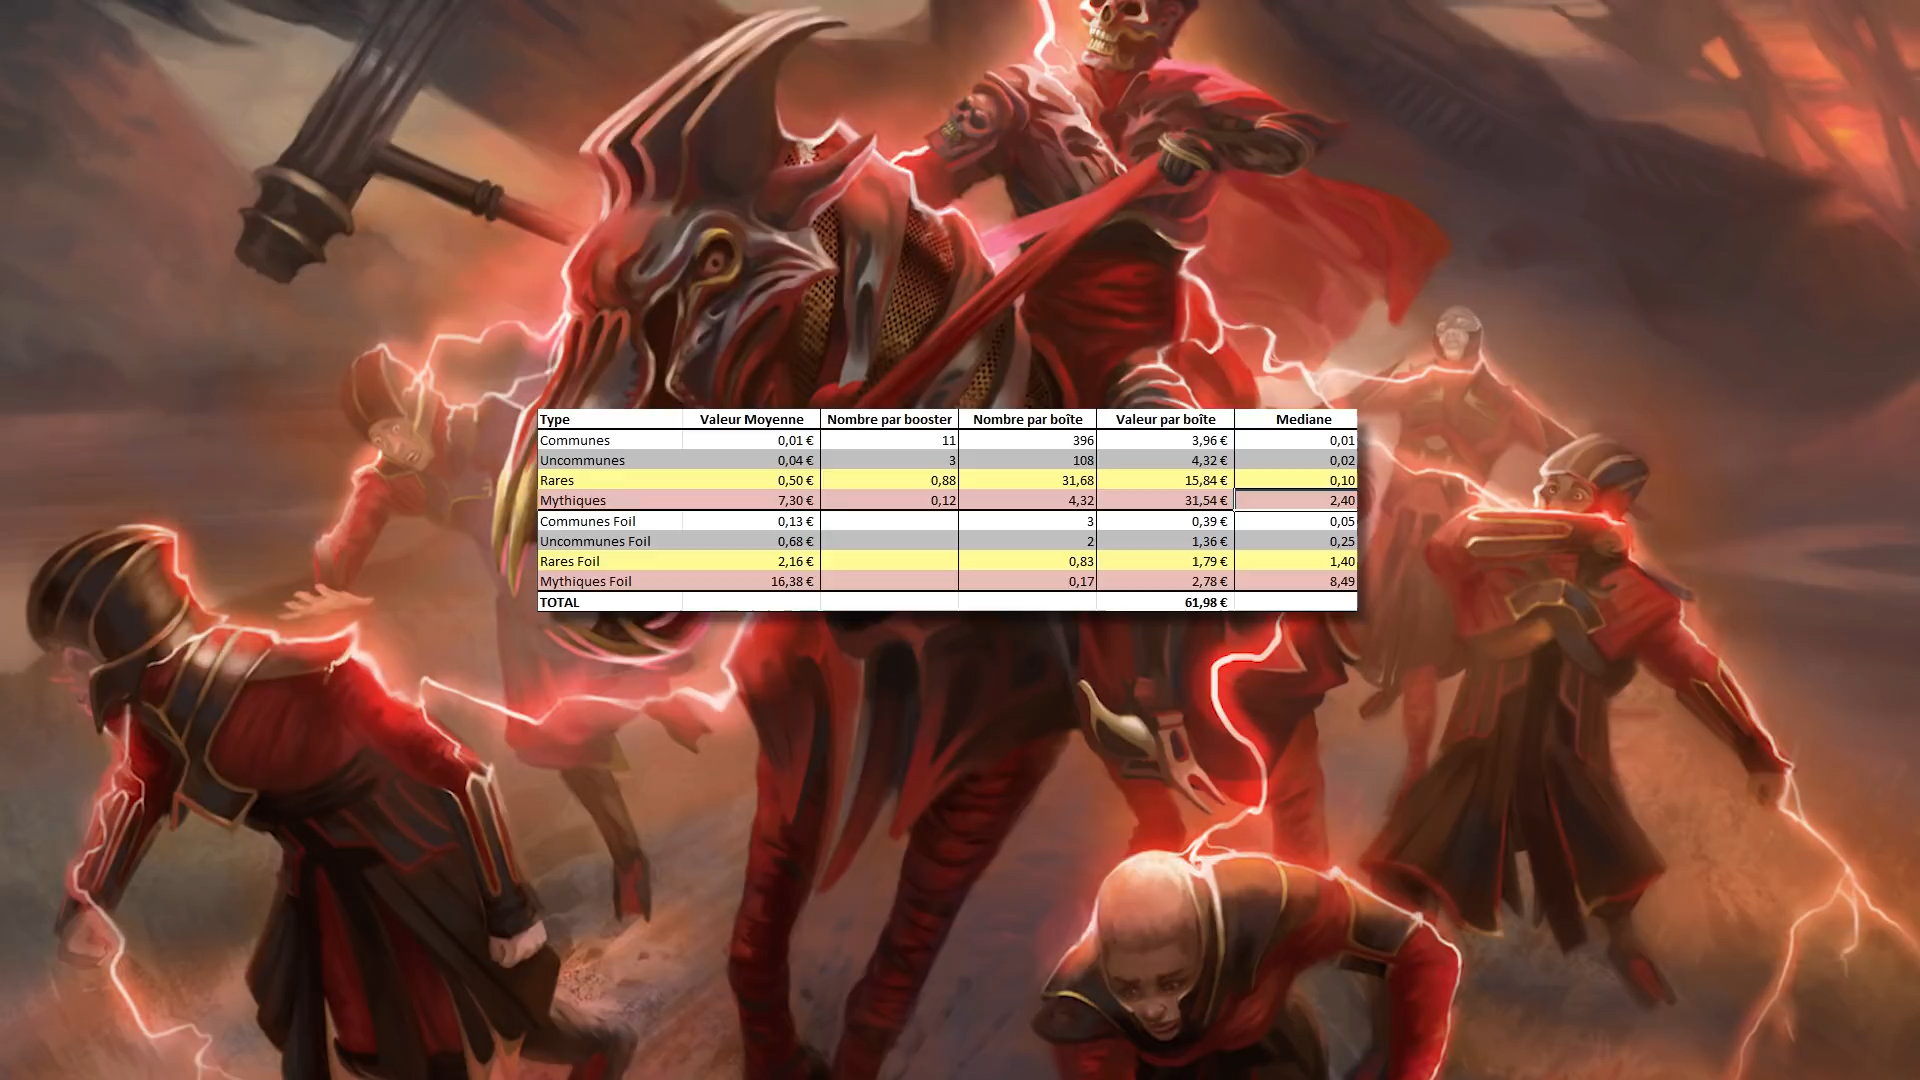 Type Valeur Moyenne Nombre par booster Nombre par boîte Valeur par boîte Mediane
Communes 0,01 € 11 396 3,96 € 0,01
Uncommunes 0,04 € 3 108 4,32 € 0,02
Rares 0,50 € 0,88 31,68 15,84 € 0,10
Mythiques 7,30 € 0,12 4,32 31,54 € 2,40
Communes Foil 0,13 € 3 0,39 € 0,05
Uncommunes Foil 0,68 € 2 1,36 € 0,25
Rares Foil 2,16 € 0,83 1,79 € 1,40
Mythiques Foil 16,38 € 0,17 2,78 € 8,49
TOTAL 61,98 €